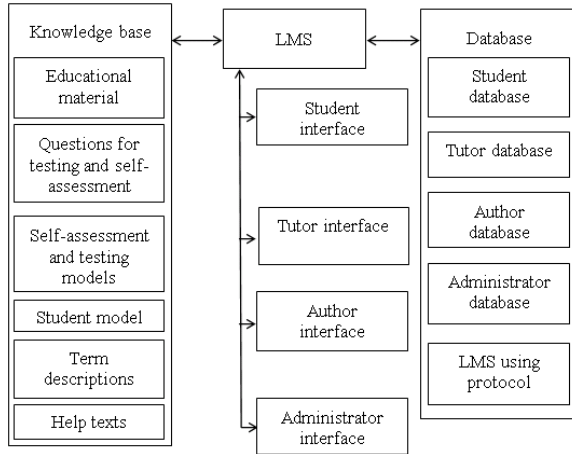 Knowledge base
Educational
material
Questions for
testing and self-
assessment
Self-assessment
and testing
models
Student model
Term
descriptions
Help texts
LMS
Student
interface
Tutor interface
Author
interface
Administrator
interface
Database
Student
database
Tutor database
Author
database
Administrator
database
LMS using
protocol